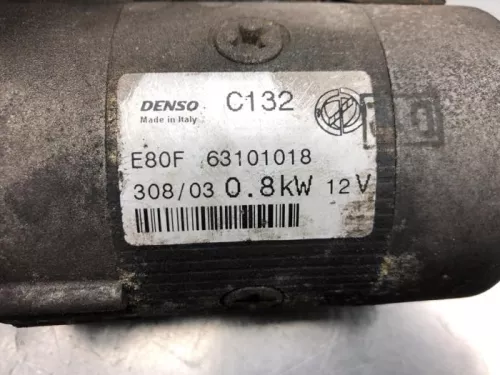 DENSO C132
Made in Italy
E80F 63101018
308/03 0.8kW 12V